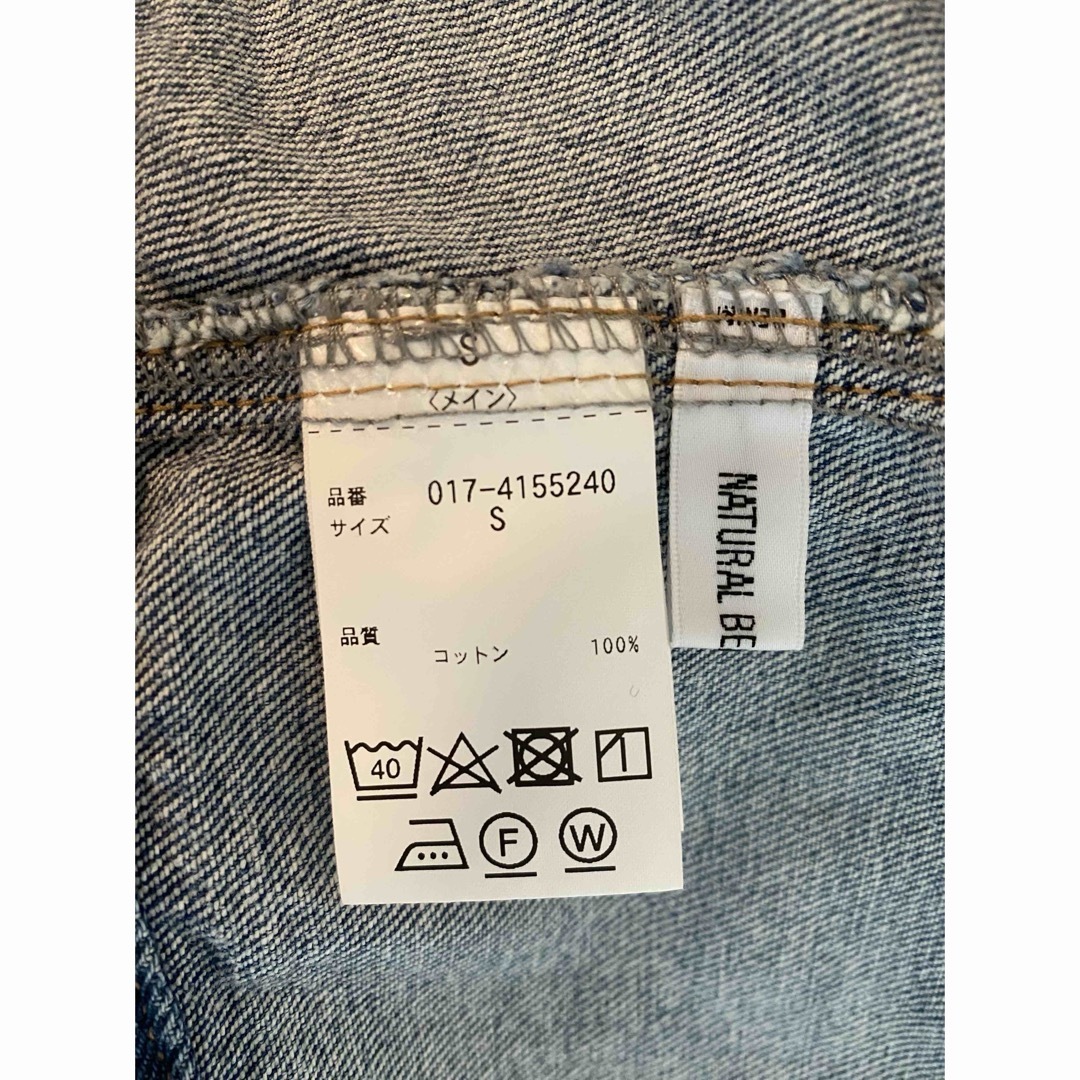 S
〈メイン〉
品番 017-4155240
サイズ S
品質
コットン 100%
40
F
W
NATURAL BE